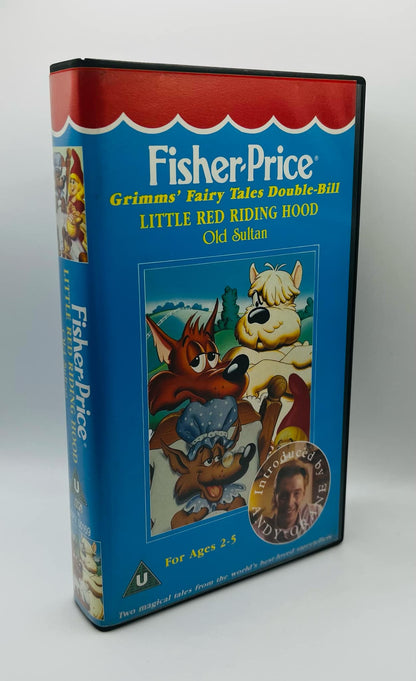 Fisher-Price®
Grimms' Fairy Tales Double-Bill
LITTLE RED RIDING HOOD
Old Sultan
Introduced by
ANDY CRANE
For Ages 2-5
U
Two magical tales from the world's best-loved storytellers
Fisher-Price
LITTLE RED RIDING HOOD
U